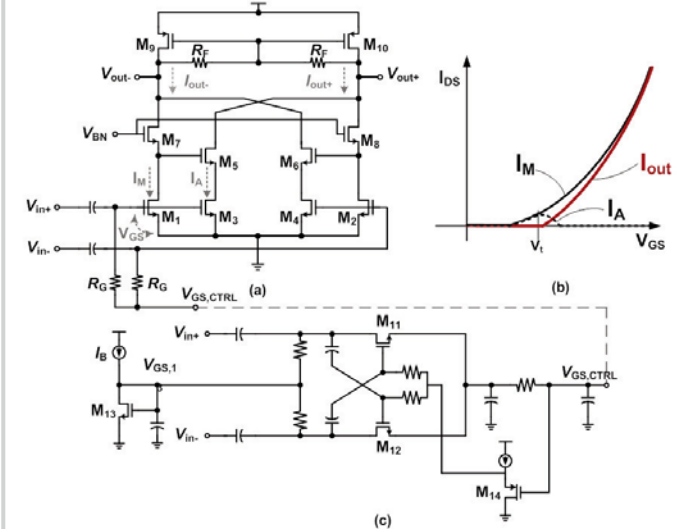 M9
RF
RF
M10
Vout-
Iout-
Iout+
Vout+
VBN
M7
M5
M6
M8
IM
IA
Vin+
M1
M3
M4
M2
VGS
Vin-
RG
RG
VGS,CTRL
(a)
IDS
IM
Iout
IA
Vt
VGS
(b)
M11
Vin+
IB
VGS,1
VGS,CTRL
M13
Vin-
M12
M14
(c)